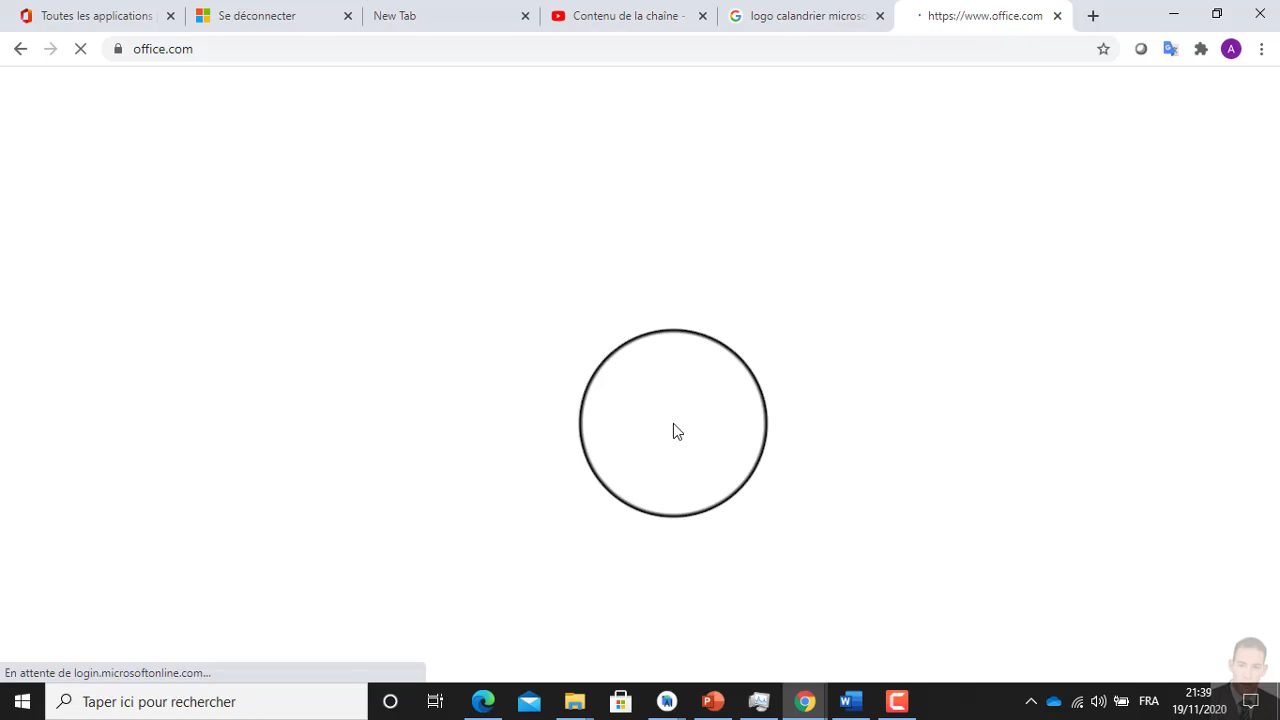 Toutes les applications
Se déconnecter
New Tab
Contenu de la chaîne -
logo calandrier microsc
https://www.office.com
office.com
A
En attente de login.microsoftonline.com...
Taper ici pour rechercher
FRA
21:39
19/11/2020